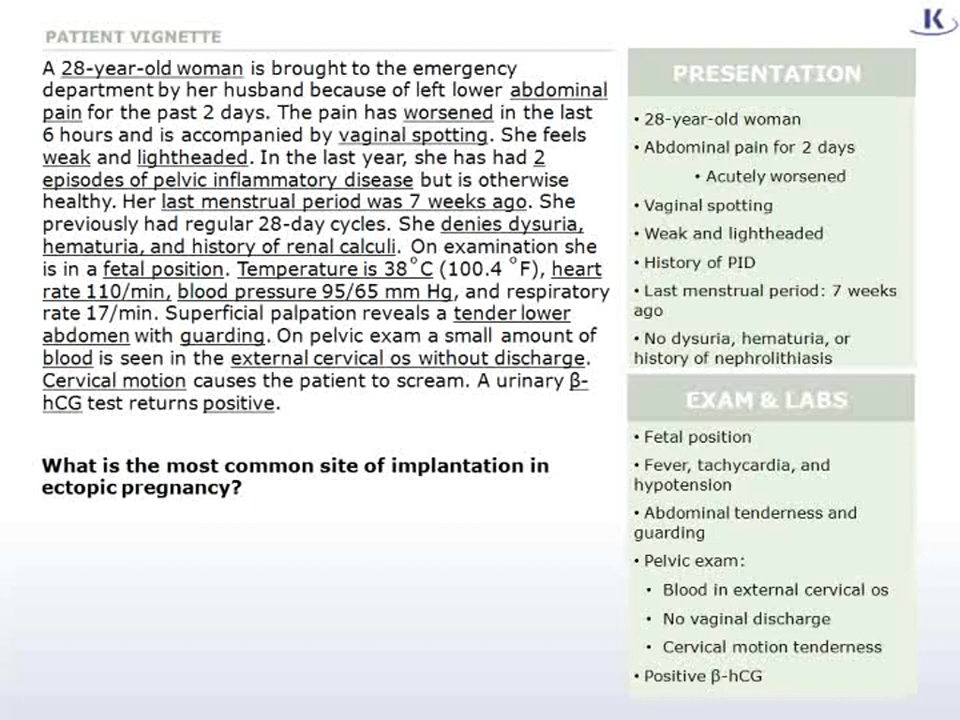 K
PATIENT VIGNETTE
A 28-year-old woman is brought to the emergency
department by her husband because of left lower abdominal
pain for the past 2 days. The pain has worsened in the last
6 hours and is accompanied by vaginal spotting. She feels
weak and lightheaded. In the last year, she has had 2
episodes of pelvic inflammatory disease but is otherwise
healthy. Her last menstrual period was 7 weeks ago. She
previously had regular 28-day cycles. She denies dysuria,
hematuria, and history of renal calculi. On examination she
is in a fetal position. Temperature is 38°C (100.4 °F), heart
rate 110/min, blood pressure 95/65 mm Hg, and respiratory
rate 17/min. Superficial palpation reveals a tender lower
abdomen with guarding. On pelvic exam a small amount of
blood is seen in the external cervical os without discharge.
Cervical motion causes the patient to scream. A urinary β-
hCG test returns positive.
What is the most common site of implantation in
ectopic pregnancy?
PRESENTATION
• 28-year-old woman
• Abdominal pain for 2 days
• Acutely worsened
• Vaginal spotting
• Weak and lightheaded
• History of PID
• Last menstrual period: 7 weeks
ago
• No dysuria, hematuria, or
history of nephrolithiasis
EXAM & LABS
• Fetal position
• Fever, tachycardia, and
hypotension
• Abdominal tenderness and
guarding
• Pelvic exam:
• Blood in external cervical os
• No vaginal discharge
• Cervical motion tenderness
• Positive β-hCG